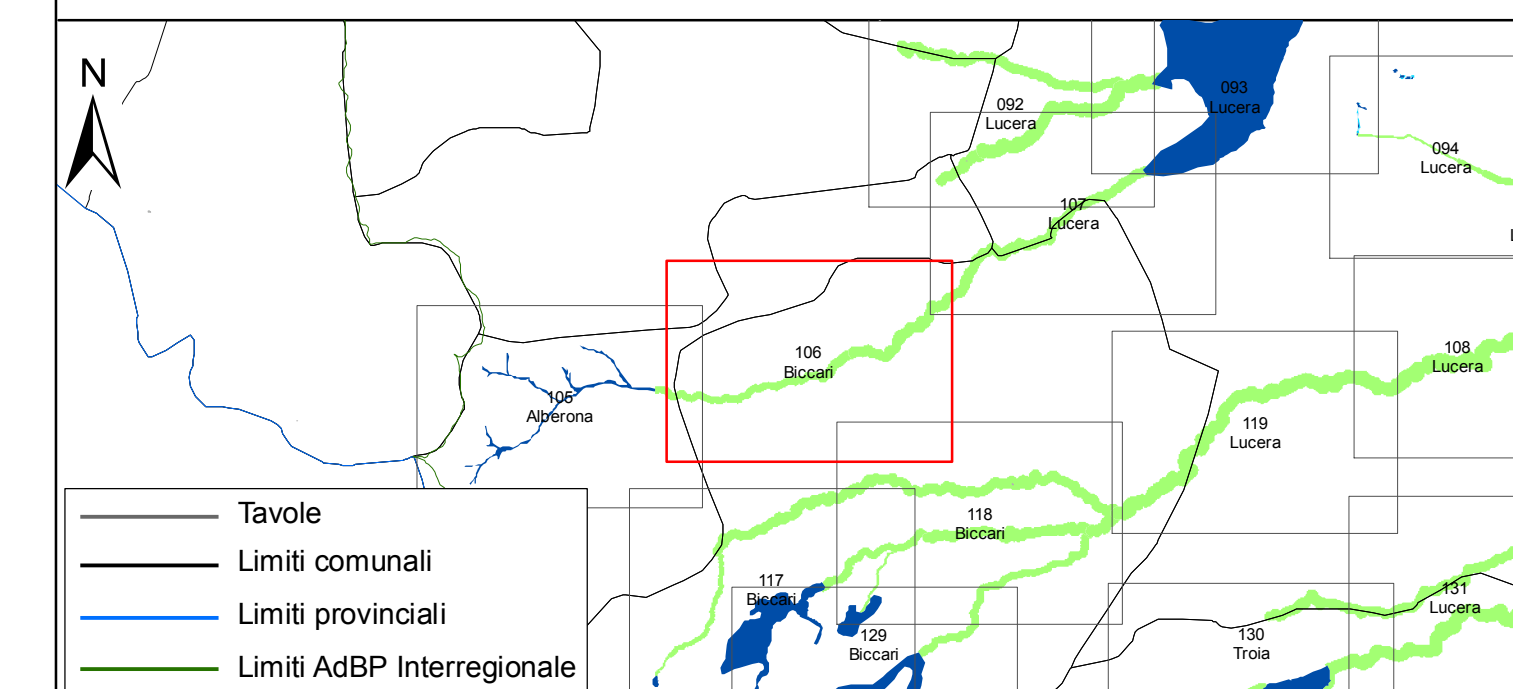 N
093
Lucera
092
Lucera
094
Lucera
107
Lucera
106
Biccari
108
Lucera
105
Alberona
119
Lucera
118
Biccari
117
Biccari
131
Lucera
129
Biccari
130
Troia
Tavole
Limiti comunali
Limiti provinciali
Limiti AdBP Interregionale